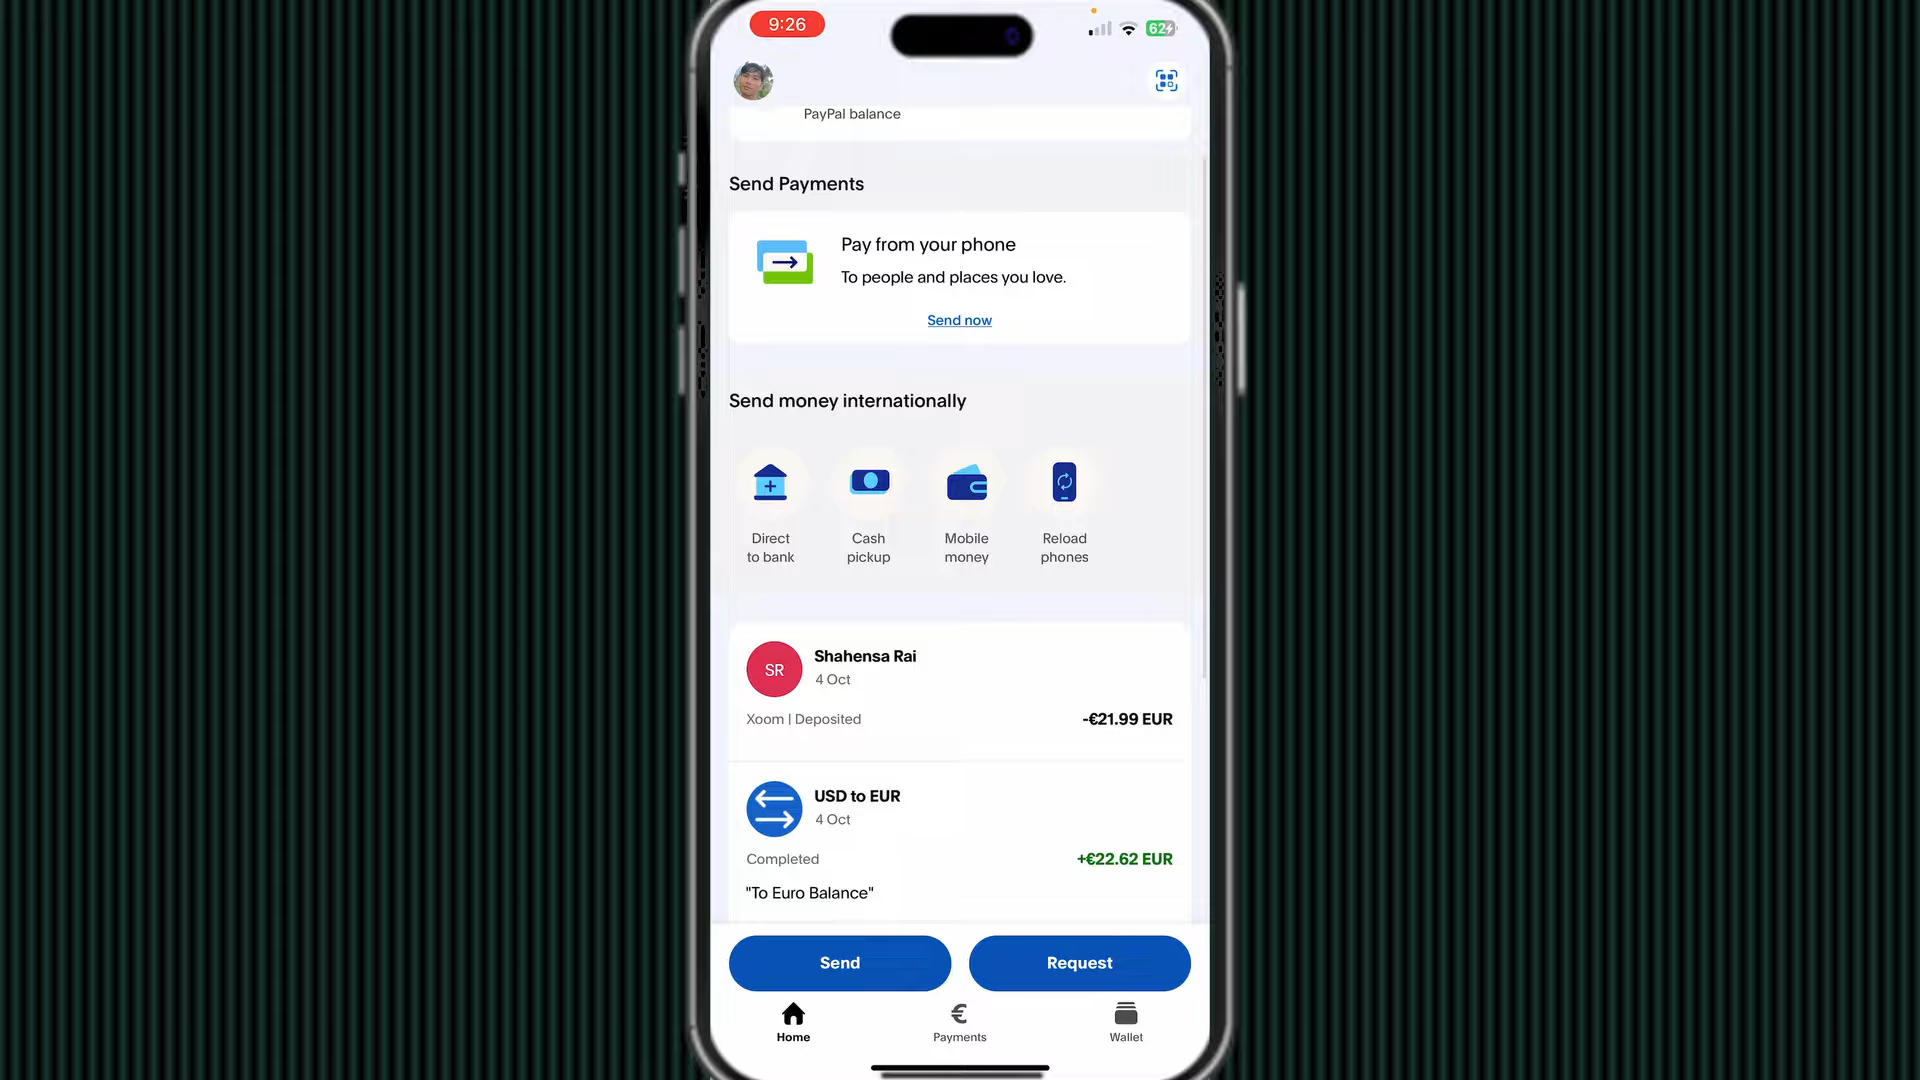 9:26
62
PayPal balance
Send Payments
Pay from your phone
To people and places you love.
Send now
Send money internationally
Direct
to bank
Cash
pickup
Mobile
money
Reload
phones
SR
Shahensa Rai
4 Oct
Xoom | Deposited
-€21.99 EUR
USD to EUR
4 Oct
Completed
+€22.62 EUR
"To Euro Balance"
Send
Request
Home
€
Payments
Wallet